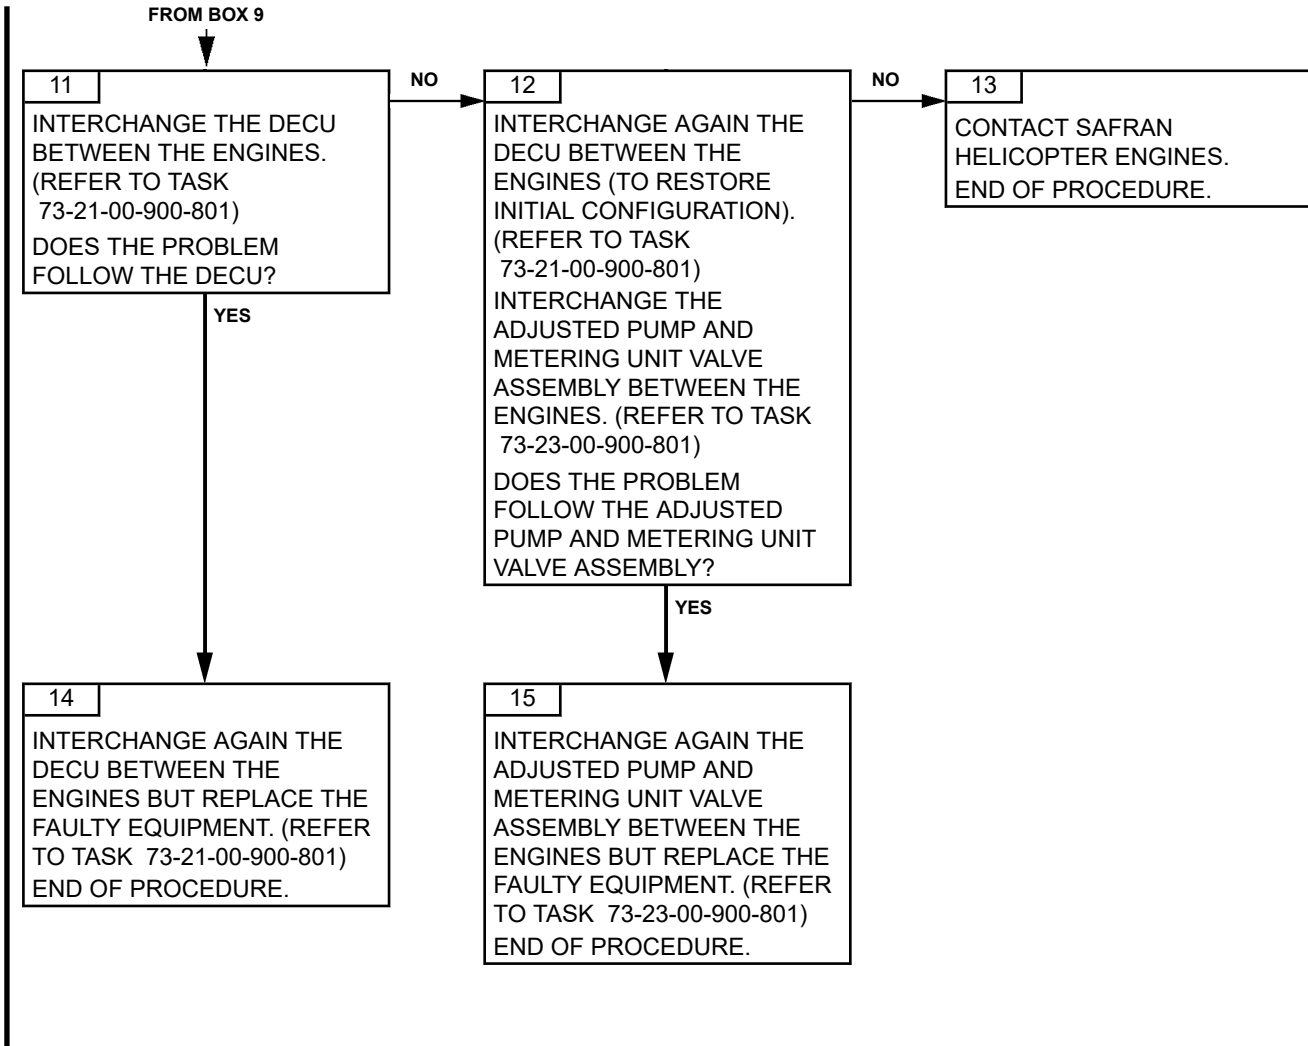 FROM BOX 9
11
INTERCHANGE THE DECU
BETWEEN THE ENGINES.
(REFER TO TASK
73-21-00-900-801)
DOES THE PROBLEM
FOLLOW THE DECU?
NO
YES
12
INTERCHANGE AGAIN THE
DECU BETWEEN THE
ENGINES (TO RESTORE
INITIAL CONFIGURATION).
(REFER TO TASK
73-21-00-900-801)
INTERCHANGE THE
ADJUSTED PUMP AND
METERING UNIT VALVE
ASSEMBLY BETWEEN THE
ENGINES. (REFER TO TASK
73-23-00-900-801)
DOES THE PROBLEM
FOLLOW THE ADJUSTED
PUMP AND METERING UNIT
VALVE ASSEMBLY?
NO
YES
13
CONTACT SAFRAN
HELICOPTER ENGINES.
END OF PROCEDURE.
14
INTERCHANGE AGAIN THE
DECU BETWEEN THE
ENGINES BUT REPLACE THE
FAULTY EQUIPMENT. (REFER
TO TASK 73-21-00-900-801)
END OF PROCEDURE.
15
INTERCHANGE AGAIN THE
ADJUSTED PUMP AND
METERING UNIT VALVE
ASSEMBLY BETWEEN THE
ENGINES BUT REPLACE THE
FAULTY EQUIPMENT. (REFER
TO TASK 73-23-00-900-801)
END OF PROCEDURE.